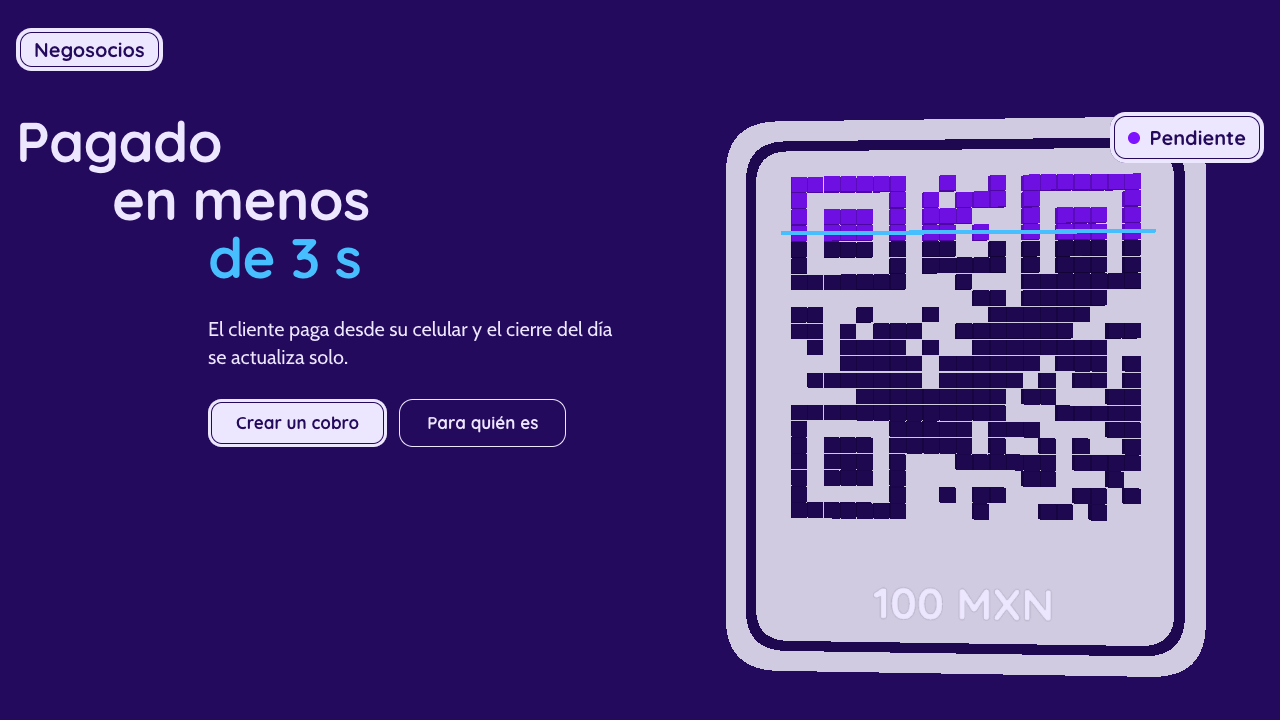 Negosocios
Pagado
en menos
de 3 s
El cliente paga desde su celular y el cierre del día
se actualiza solo.
Crear un cobro
Para quién es
Pendiente
100 MXN